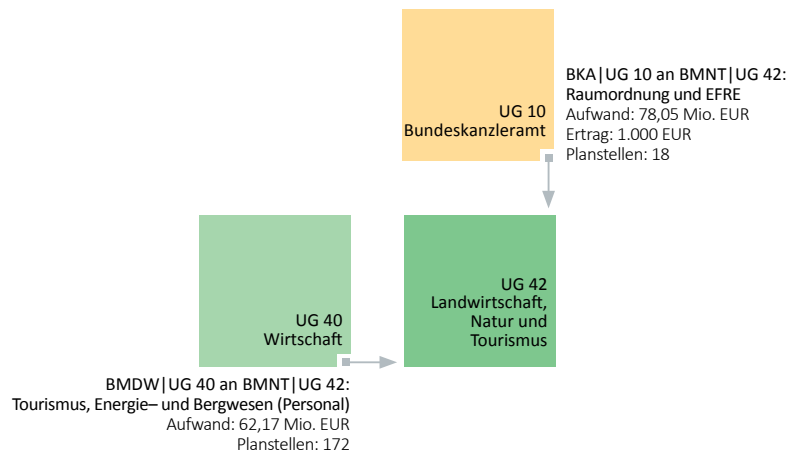 UG 10
Bundeskanzleramt
BKA|UG 10 an BMNT|UG 42:
Raumordnung und EFRE
Aufwand: 78,05 Mio. EUR
Ertrag: 1.000 EUR
Planstellen: 18
UG 40
Wirtschaft
UG 42
Landwirtschaft,
Natur und
Tourismus
BMDW|UG 40 an BMNT|UG 42:
Tourismus, Energie– und Bergwesen (Personal)
Aufwand: 62,17 Mio. EUR
Planstellen: 172